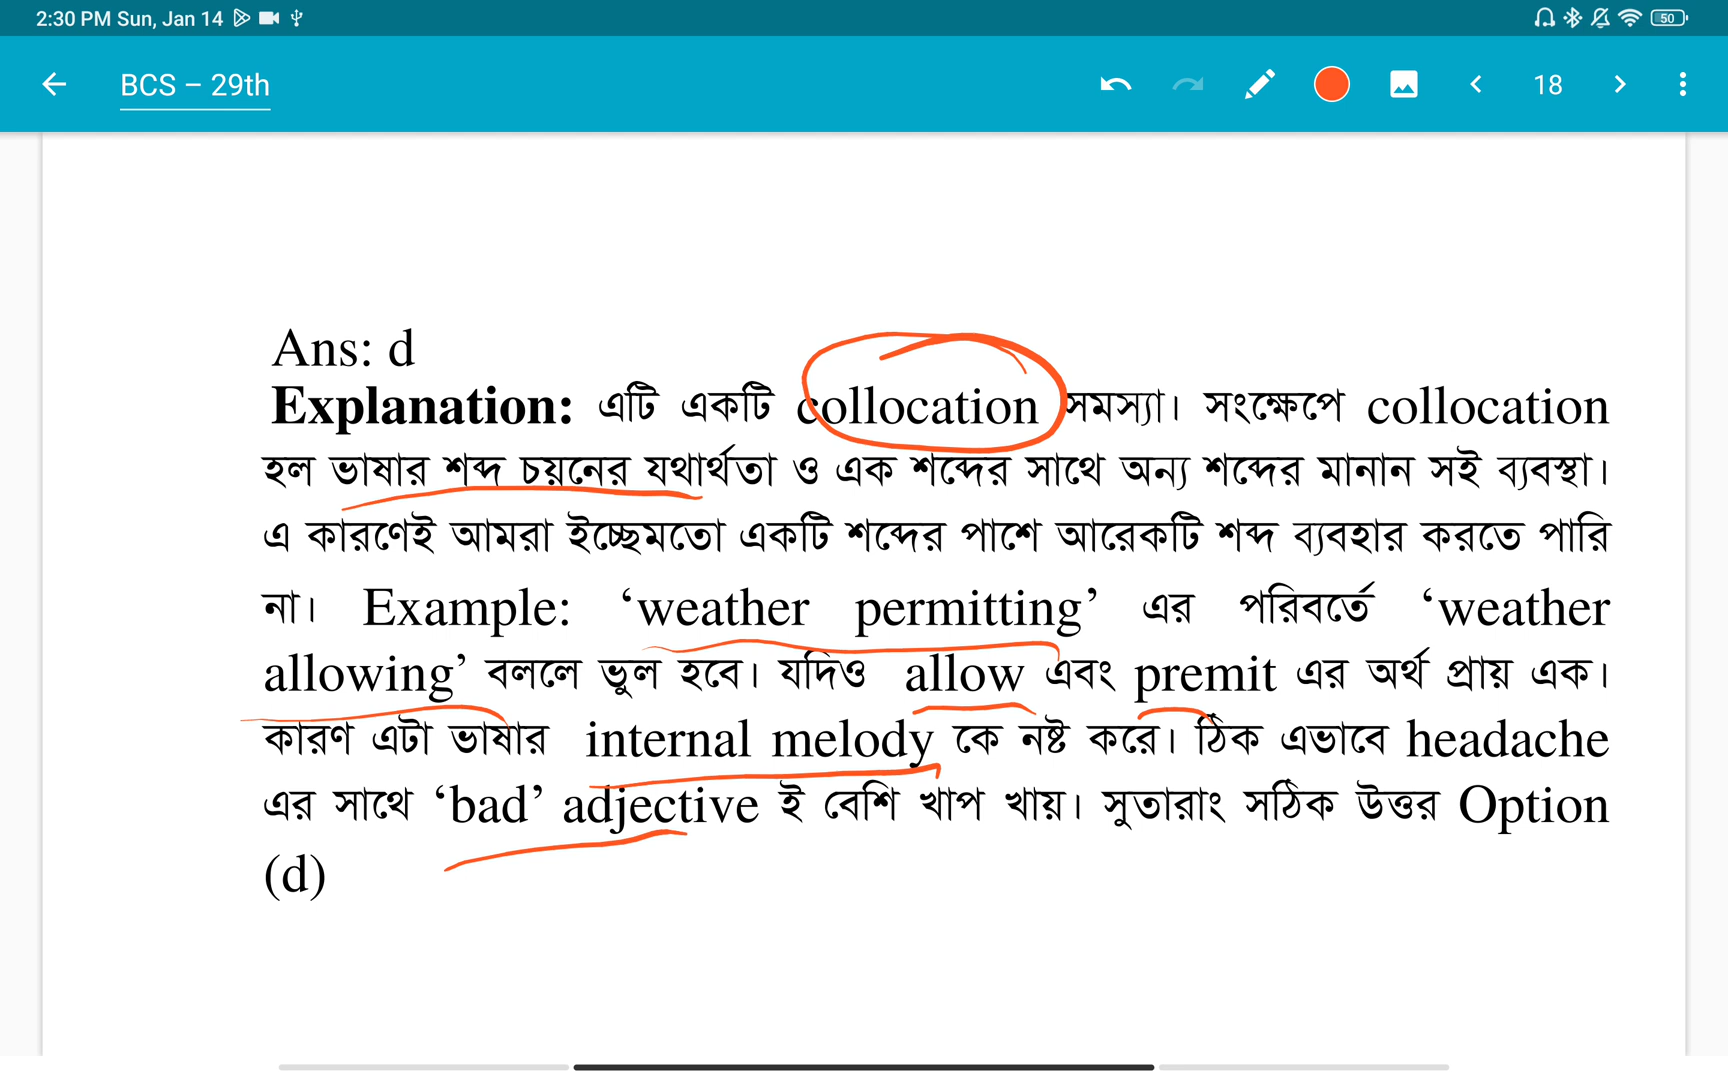 2:30 PM Sun, Jan 14
50
BCS – 29th
18
Ans: d
Explanation: এটি একটি collocation সমস্যা। সংক্ষেপে collocation
হল ভাষার শব্দ চয়নের যথার্থতা ও এক শব্দের সাথে অন্য শব্দের মানান সই ব্যবস্থা।
এ কারণেই আমরা ইচ্ছেমতো একটি শব্দের পাশে আরেকটি শব্দ ব্যবহার করতে পারি
না। Example: ‘weather permitting’ এর পরিবর্তে ‘weather
allowing’ বললে ভুল হবে। যদিও allow এবং premit এর অর্থ প্রায় এক।
কারণ এটা ভাষার internal melody কে নষ্ট করে। ঠিক এভাবে headache
এর সাথে ‘bad’ adjective ই বেশি খাপ খায়। সুতারাং সঠিক উত্তর Option
(d)